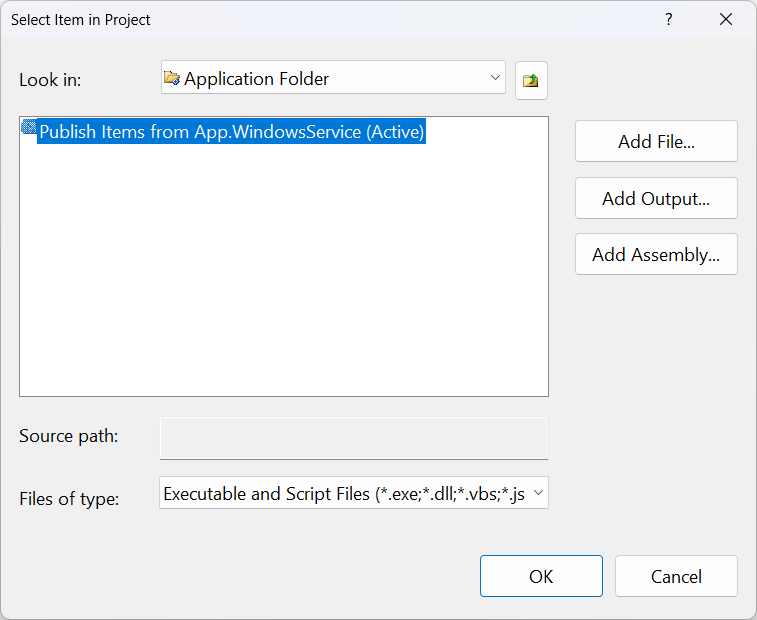 Select Item in Project
?
Look in:
Application Folder
Publish Items from App.WindowsService (Active)
Add File...
Add Output...
Add Assembly...
Source path:
Files of type:
Executable and Script Files (*.exe;*.dll;*.vbs;*.js
OK
Cancel